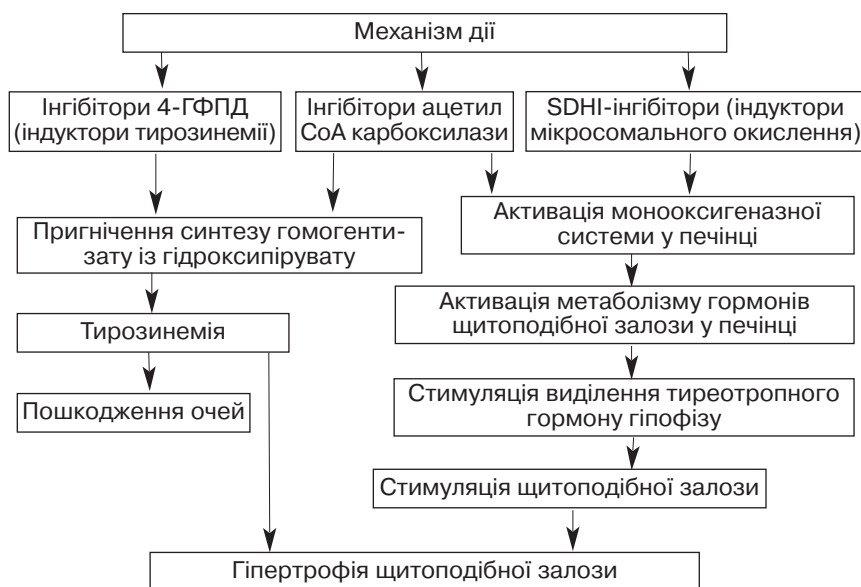 Механізм дії
Інгібітори 4-ГФПД
(індуктори тирозинемії)
Інгібітори ацетил
СоА карбоксилази
SDHI-інгібітори (індуктори
мікросомального окислення)
Пригнічення синтезу гомогенти-
зату із гідроксипірувату
Активація монооксигеназної
системи у печінці
Тирозинемія
Активація метаболізму гормонів
щитоподібної залози у печінці
Пошкодження очей
Стимуляція виділення тиреотропного
гормону гіпофізу
Стимуляція щитоподібної залози
Гіпертрофія щитоподібної залози